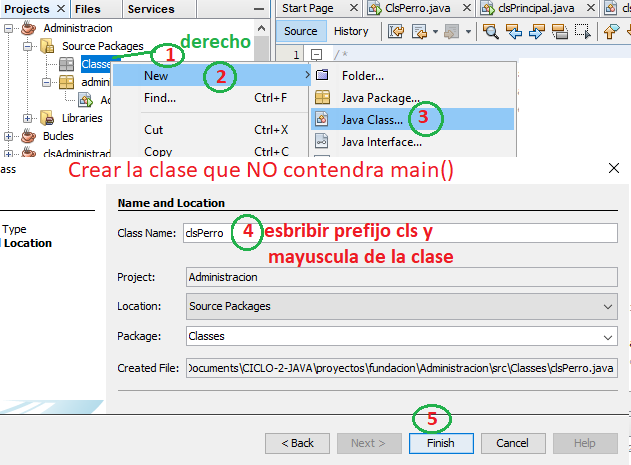 Projects × Files Services
Start Page × ClsPerro.java × clsPrincipal.java × cls
Administracion
Source History
Source Packages
derecho
1
/*
Classes
1
New
2
Folder...
admini
Find... Ctrl+F
Java Package...
Ac
Java Class...
3
Libraries
Cut Ctrl+X
Bucles
Java Interface...
clsAdministrac
Copy Ctrl+C
Crear la clase que NO contendra main()
ass
Name and Location
Type
Class Name: clsPerro
4 esbribir prefijo cls y
Location
mayuscula de la clase
Project: Administracion
Location: Source Packages
Package: Classes
Created File: Documents\CICLO-2-JAVA\proyectos\fundacion\Administracion\src\Classes\clsPerro.java
5
< Back Next > Finish Cancel Help